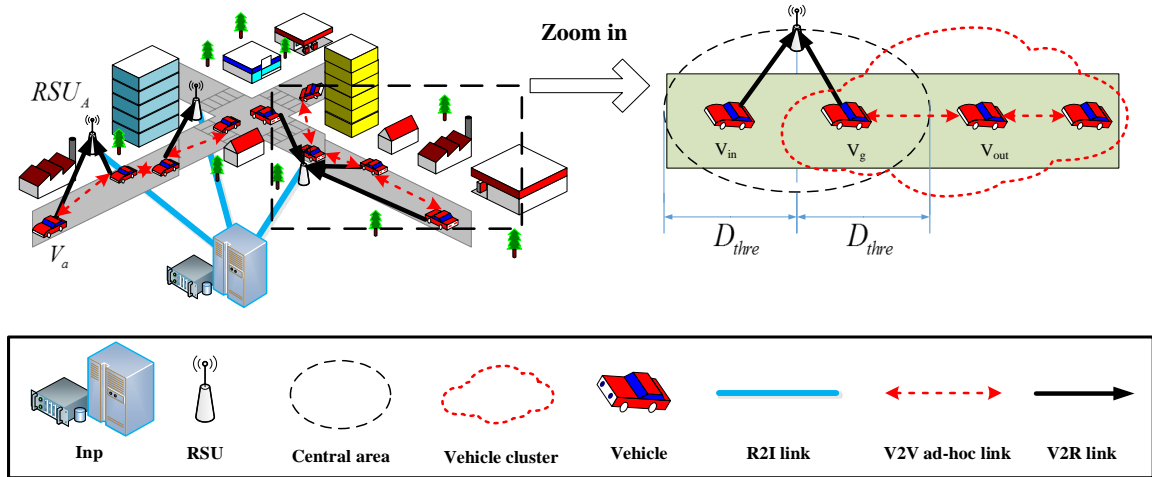 Zoom in
RSU_A
V_a
V_in
V_g
V_out
D_thre
D_thre
Inp
RSU
Central area
Vehicle cluster
Vehicle
R2I link
V2V ad-hoc link
V2R link